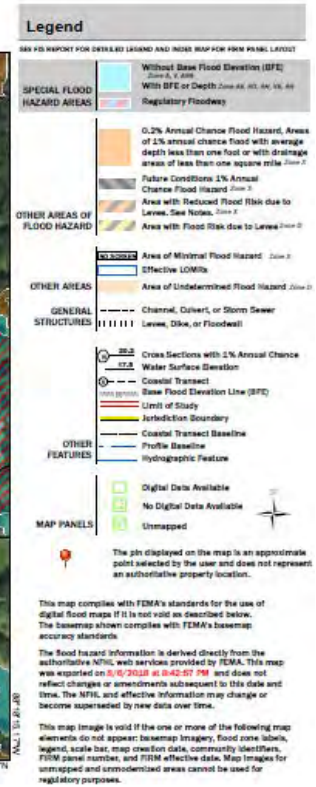 Legend
SEE FIS REPORT FOR DETAILED LEGEND AND INDEX MAP FOR FIRM PANEL LAYOUT
SPECIAL FLOOD
HAZARD AREAS
Without Base Flood Elevation (BFE)
Zone A, V, A99
With BFE or Depth Zone AE, AO, AH, VE, AR
Regulatory Floodway
OTHER AREAS OF
FLOOD HAZARD
0.2% Annual Chance Flood Hazard, Areas
of 1% annual chance flood with average
depth less than one foot or with drainage
areas of less than one square mile Zone X
Future Conditions 1% Annual
Chance Flood Hazard Zone X
Area with Reduced Flood Risk due to
Levee. See Notes. Zone X
Area with Flood Risk due to Levee Zone D
OTHER AREAS
NO SCREEN Area of Minimal Flood Hazard Zone X
Effective LOMRs
Area of Undetermined Flood Hazard Zone D
GENERAL
STRUCTURES
Channel, Culvert, or Storm Sewer
Levee, Dike, or Floodwall
OTHER
FEATURES
20.2 Cross Sections with 1% Annual Chance
17.5 Water Surface Elevation
Coastal Transect
Base Flood Elevation Line (BFE)
Limit of Study
Jurisdiction Boundary
Coastal Transect Baseline
Profile Baseline
Hydrographic Feature
MAP PANELS
Digital Data Available
No Digital Data Available
Unmapped
The pin displayed on the map is an approximate
point selected by the user and does not represent
an authoritative property location.
This map complies with FEMA's standards for the use of
digital flood maps if it is not void as described below.
The basemap shown complies with FEMA's basemap
accuracy standards
The flood hazard information is derived directly from the
authoritative NFHL web services provided by FEMA. This map
was exported on and does not
reflect changes or amendments subsequent to this date and
time. The NFHL and effective information may change or
become superseded by new data over time.
This map image is void if the one or more of the following map
elements do not appear: basemap imagery, flood zone labels,
legend, scale bar, map creation date, community identifiers,
FIRM panel number, and FIRM effective date. Map images for
unmapped and unmodernized areas cannot be used for
regulatory purposes.